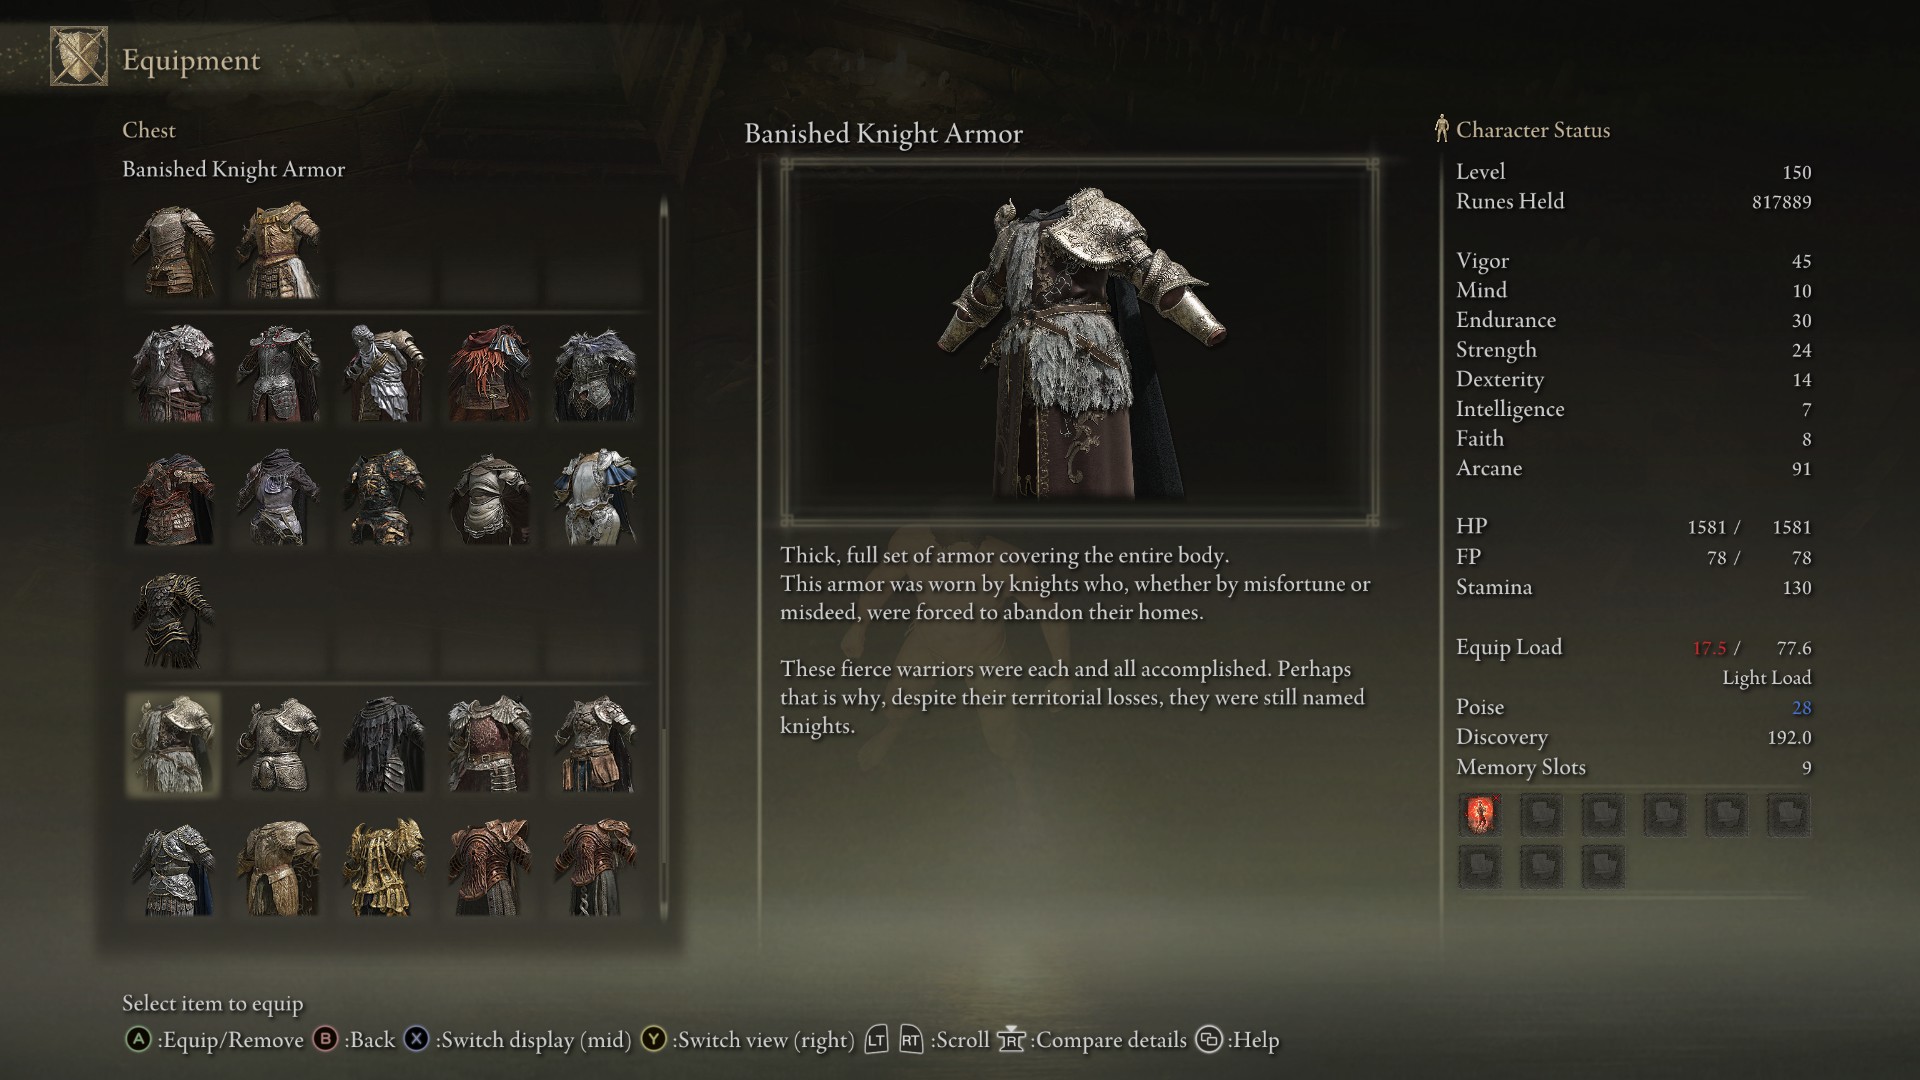 Equipment
Chest
Banished Knight Armor
Banished Knight Armor
Thick, full set of armor covering the entire body.
This armor was worn by knights who, whether by misfortune or
misdeed, were forced to abandon their homes.
These fierce warriors were each and all accomplished. Perhaps
that is why, despite their territorial losses, they were still named
knights.
Character Status
Level 150
Runes Held 817889
Vigor 45
Mind 10
Endurance 30
Strength 24
Dexterity 14
Intelligence 7
Faith 8
Arcane 91
HP 1581 / 1581
FP 78 / 78
Stamina 130
Equip Load 17.5 / 77.6
Light Load
Poise 28
Discovery 192.0
Memory Slots 9
Select item to equip
A :Equip/Remove B :Back X :Switch display (mid) Y :Switch view (right) LT RT :Scroll R :Compare details :Help